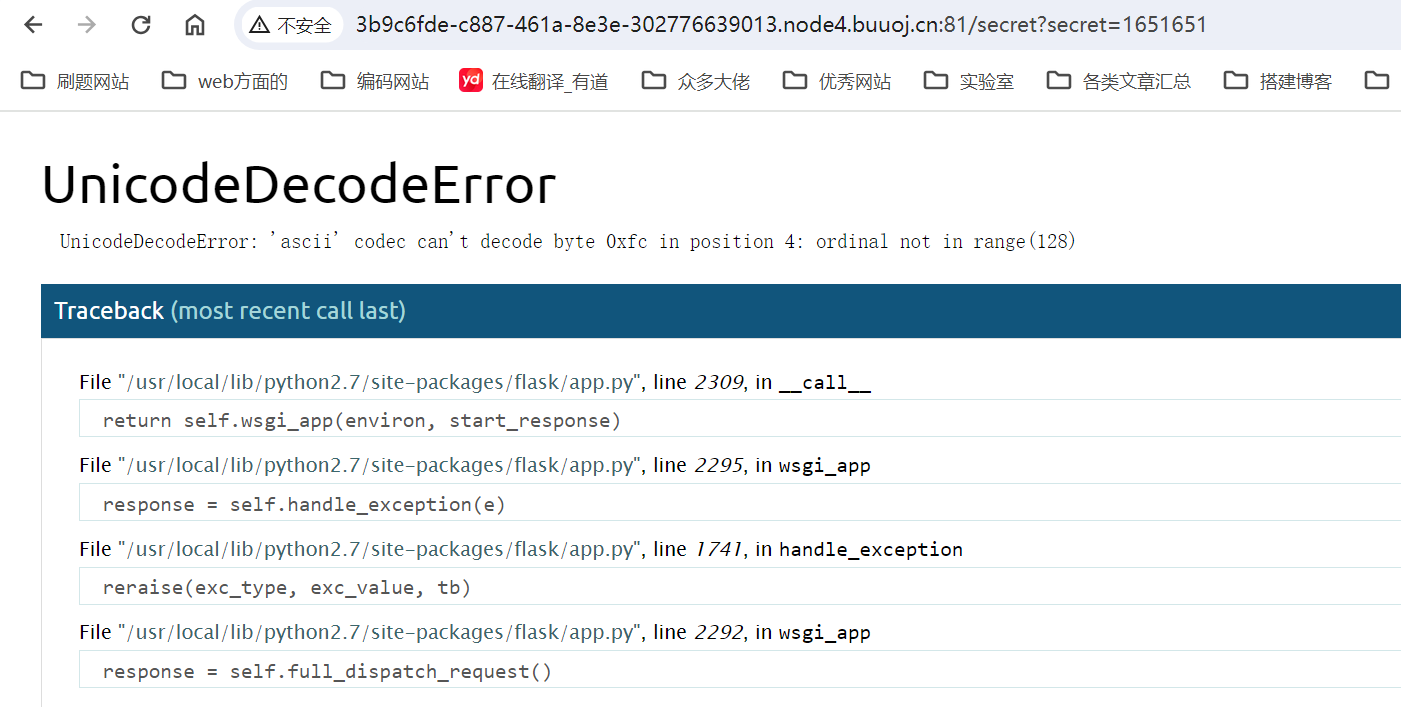 不安全 3b9c6fde-c887-461a-8e3e-302776639013.node4.buuoj.cn:81/secret?secret=1651651
刷题网站 web方面的 编码网站 yd 在线翻译_有道 众多大佬 优秀网站 实验室 各类文章汇总 搭建博客
UnicodeDecodeError
UnicodeDecodeError: 'ascii' codec can't decode byte 0xfc in position 4: ordinal not in range(128)
Traceback (most recent call last)
File "/usr/local/lib/python2.7/site-packages/flask/app.py", line 2309, in __call__
return self.wsgi_app(environ, start_response)
File "/usr/local/lib/python2.7/site-packages/flask/app.py", line 2295, in wsgi_app
response = self.handle_exception(e)
File "/usr/local/lib/python2.7/site-packages/flask/app.py", line 1741, in handle_exception
reraise(exc_type, exc_value, tb)
File "/usr/local/lib/python2.7/site-packages/flask/app.py", line 2292, in wsgi_app
response = self.full_dispatch_request()